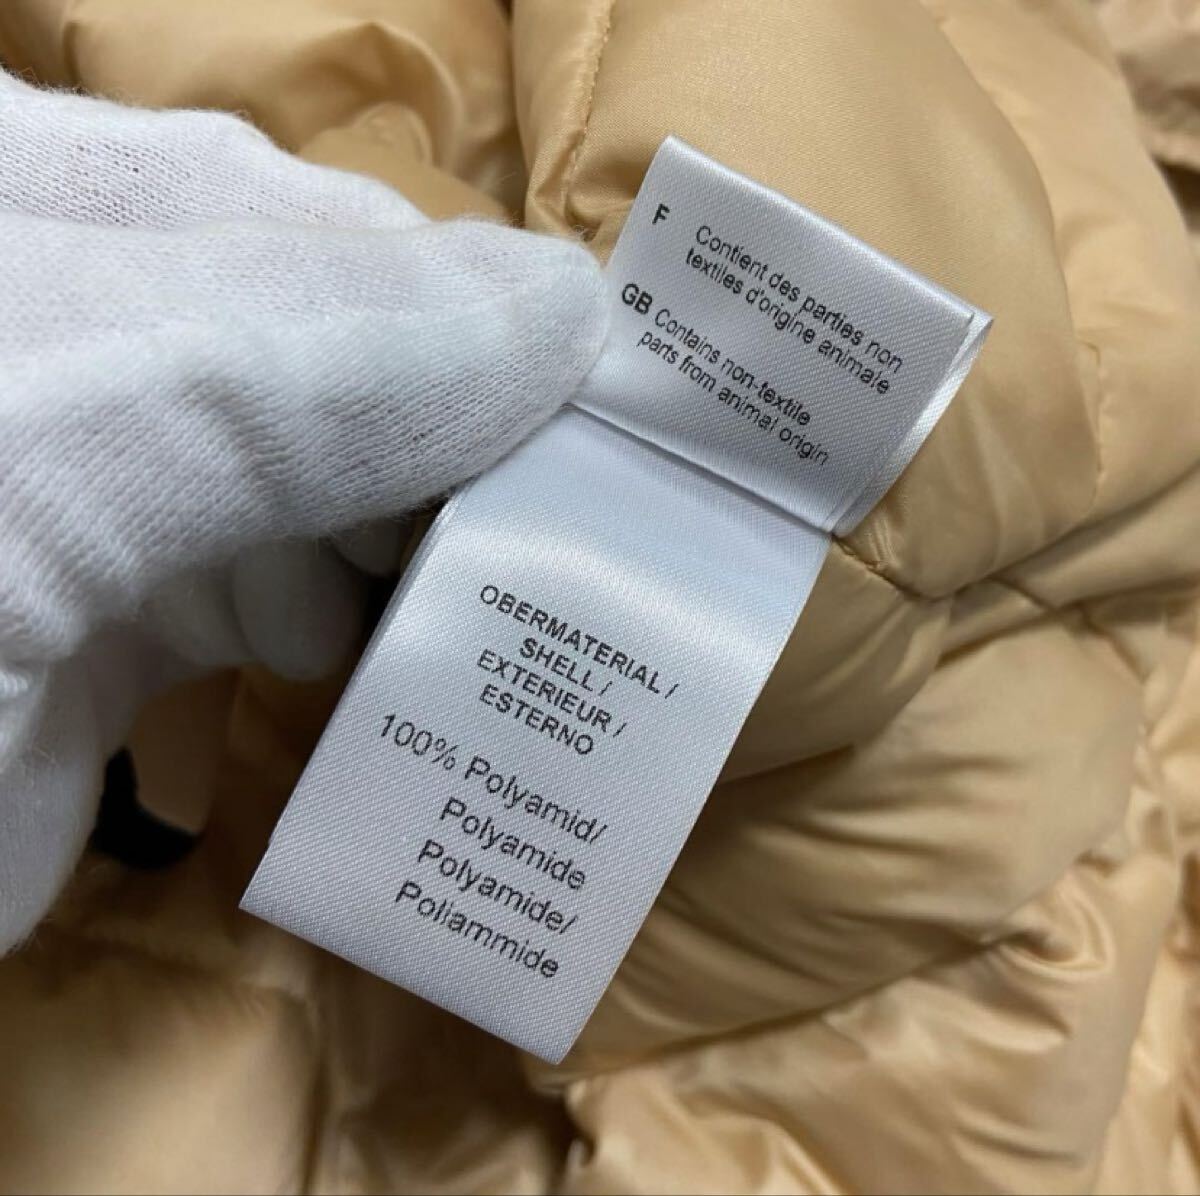 F Contient des parties non
textiles d'origine animale
GB Contains non-textile
parts from animal origin
OBERMATERIAL /
SHELL /
EXTERIEUR /
ESTERNO
100% Polyamid/
Polyamide
Polyamide/
Poliammide